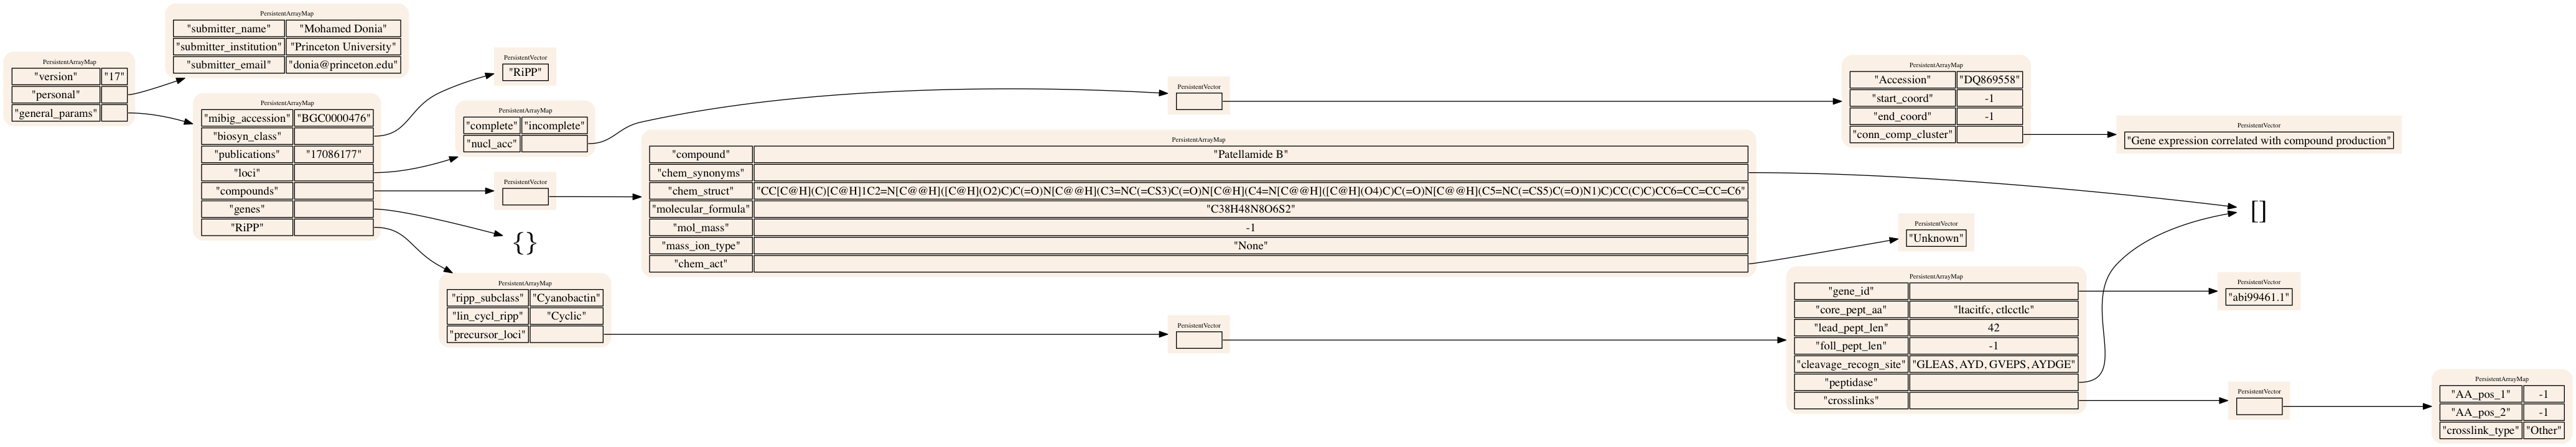 PersistentArrayMap
"version" "17"
"personal"
"general_params"
PersistentArrayMap
"submitter_name" "Mohamed Donia"
"submitter_institution" "Princeton University"
"submitter_email" "donia@princeton.edu"
PersistentArrayMap
"mibig_accession" "BGC0000476"
"biosyn_class"
"publications" "17086177"
"loci"
"compounds"
"genes"
"RiPP"
PersistentVector
"RiPP"
PersistentArrayMap
"complete" "incomplete"
"nucl_acc"
PersistentVector
{}
PersistentArrayMap
"ripp_subclass" "Cyanobactin"
"lin_cycl_ripp" "Cyclic"
"precursor_loci"
PersistentArrayMap
"compound" "Patellamide B"
"chem_synonyms"
"chem_struct" "CC[C@H](C)[C@H]1C2=N[C@@H]([C@H](O2)C)C(=O)N[C@@H](C3=NC(=CS3)C(=O)N[C@H](C4=N[C@@H]([C@H](O4)C)C(=O)N[C@@H](C5=NC(=CS5)C(=O)N1)C)CC(C)C)CC6=CC=CC=C6"
"molecular_formula" "C38H48N8O6S2"
"mol_mass" -1
"mass_ion_type" "None"
"chem_act"
PersistentVector
PersistentVector
PersistentArrayMap
"Accession" "DQ869558"
"start_coord" -1
"end_coord" -1
"conn_comp_cluster"
PersistentVector
"Gene expression correlated with compound production"
[]
PersistentVector
"Unknown"
PersistentArrayMap
"gene_id"
"core_pept_aa" "ltacitfc, ctlcctlc"
"lead_pept_len" 42
"foll_pept_len" -1
"cleavage_recogn_site" "GLEAS, AYD, GVEPS, AYDGE"
"peptidase"
"crosslinks"
PersistentVector
"abi99461.1"
PersistentVector
PersistentArrayMap
"AA_pos_1" -1
"AA_pos_2" -1
"crosslink_type" "Other"